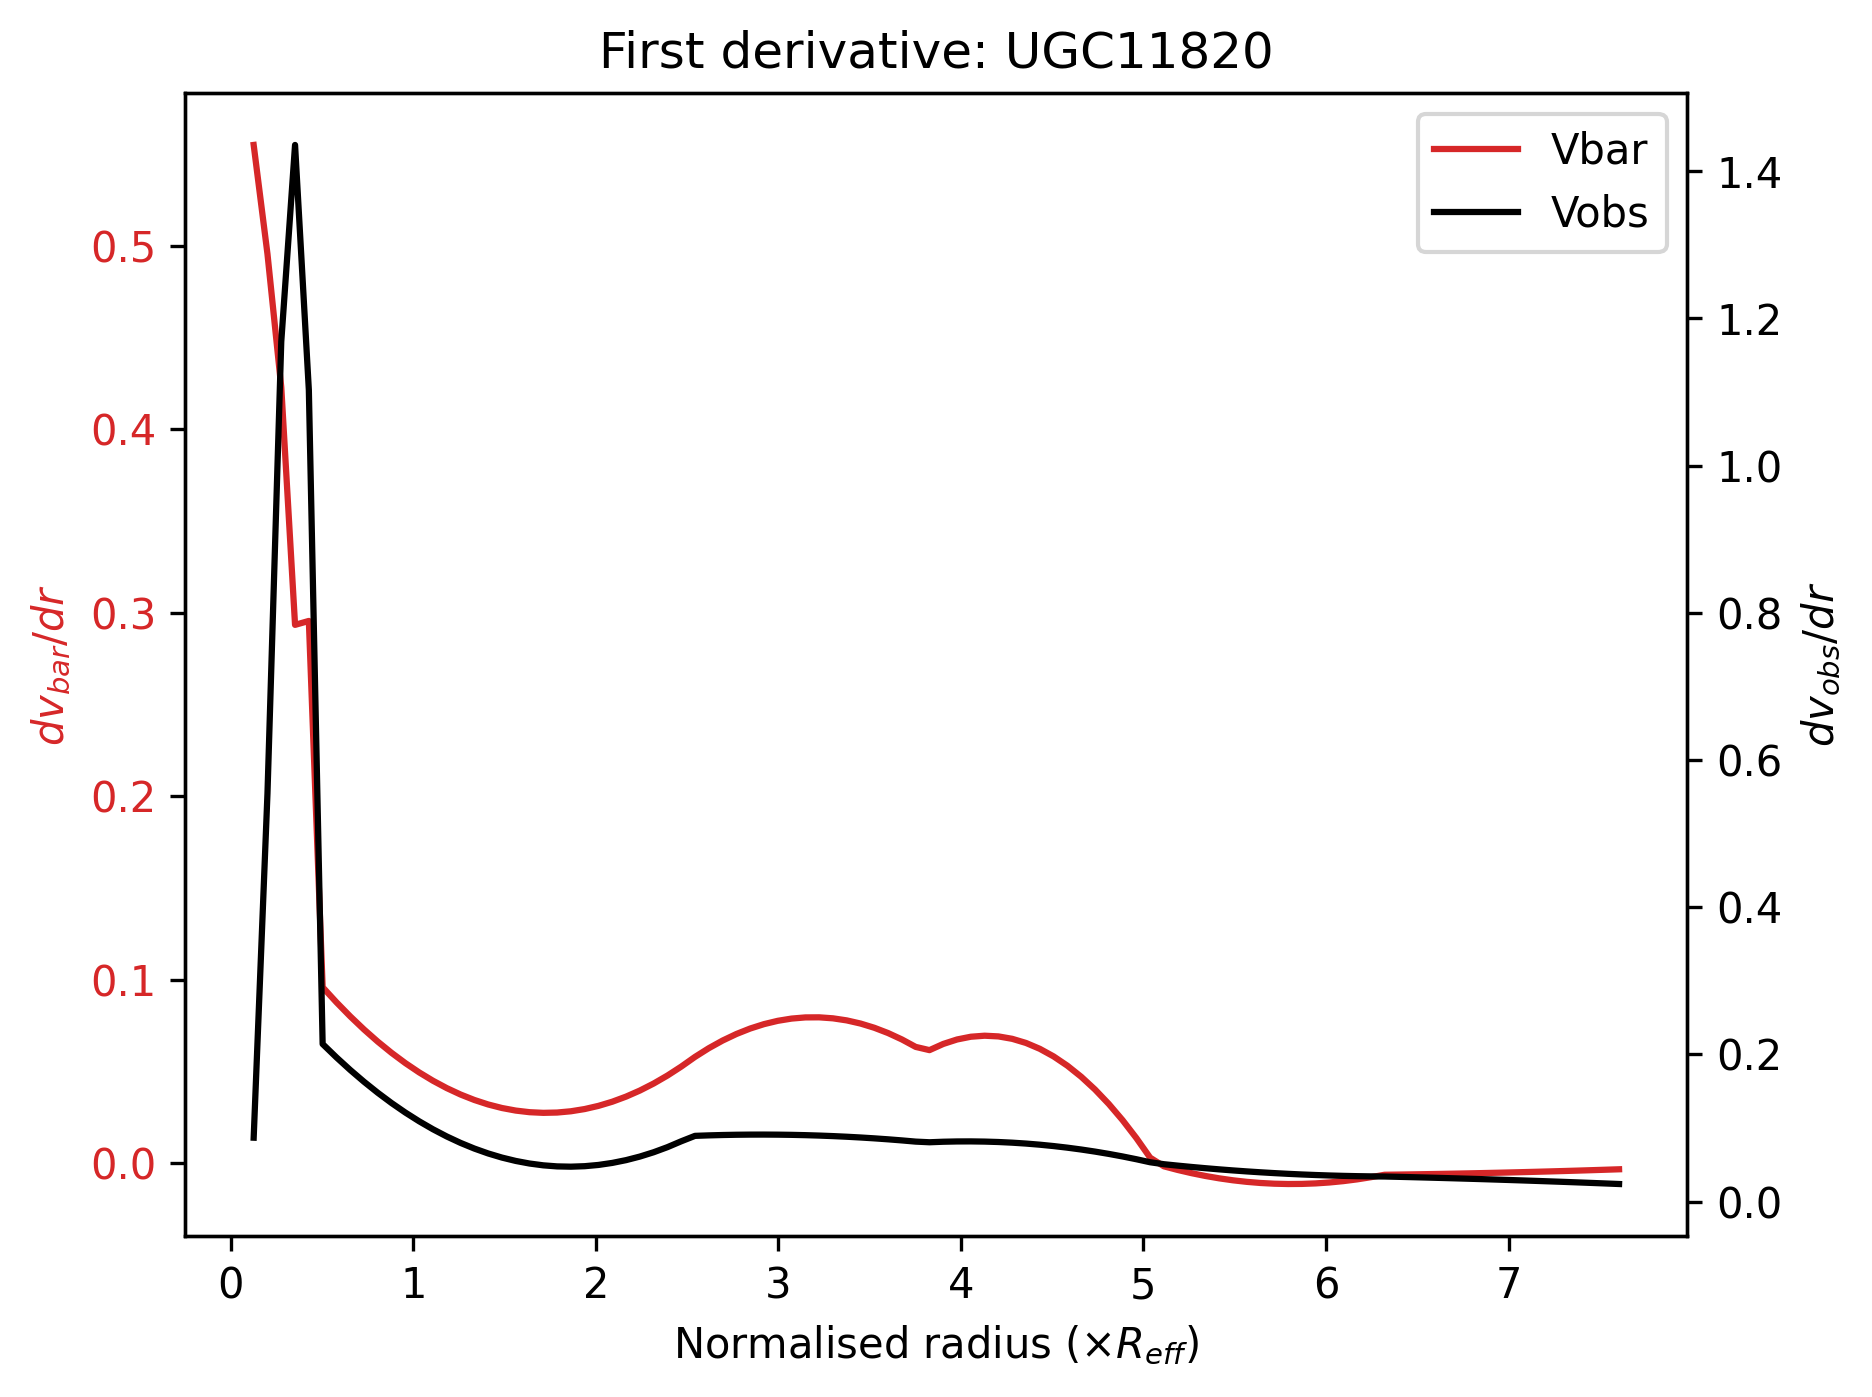 First derivative: UGC11820
Vbar
Vobs
0.5
0.4
0.3
0.2
0.1
0.0
dv_bar/dr
1.4
1.2
1.0
0.8
0.6
0.4
0.2
0.0
dv_obs/dr
0 1 2 3 4 5 6 7
Normalised radius (×R_eff)